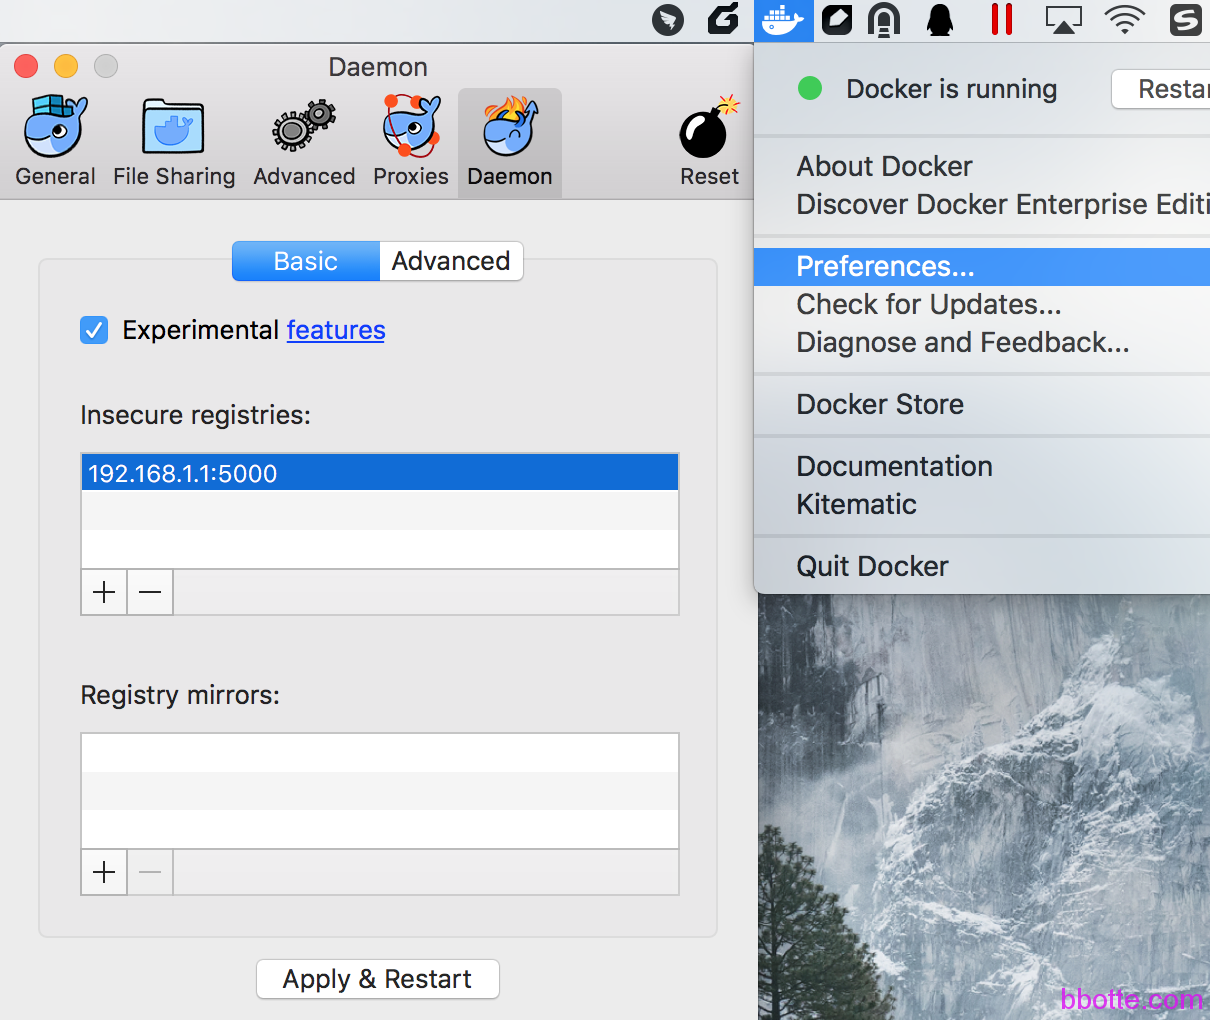 Daemon
General
File Sharing
Advanced
Proxies
Daemon
Reset
Basic
Advanced
Experimental features
Insecure registries:
192.168.1.1:5000
Registry mirrors:
Apply & Restart
Docker is running
Restar
About Docker
Discover Docker Enterprise Editi
Preferences...
Check for Updates...
Diagnose and Feedback...
Docker Store
Documentation
Kitematic
Quit Docker
bbotte.com